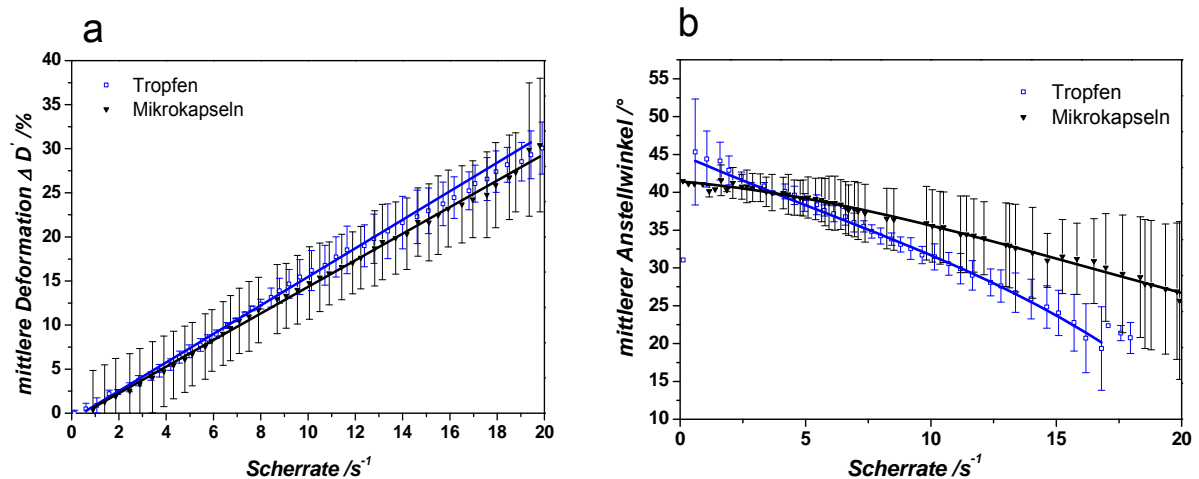 a
mittlere Deformation Δ D' /%
40
35
30
25
20
15
10
5
0
Tropfen
Mikrokapseln
0 2 4 6 8 10 12 14 16 18 20
Scherrate /s⁻¹
b
mittlerer Anstellwinkel /°
55
50
45
40
35
30
25
20
15
10
Tropfen
Mikrokapseln
0 5 10 15 20
Scherrate /s⁻¹